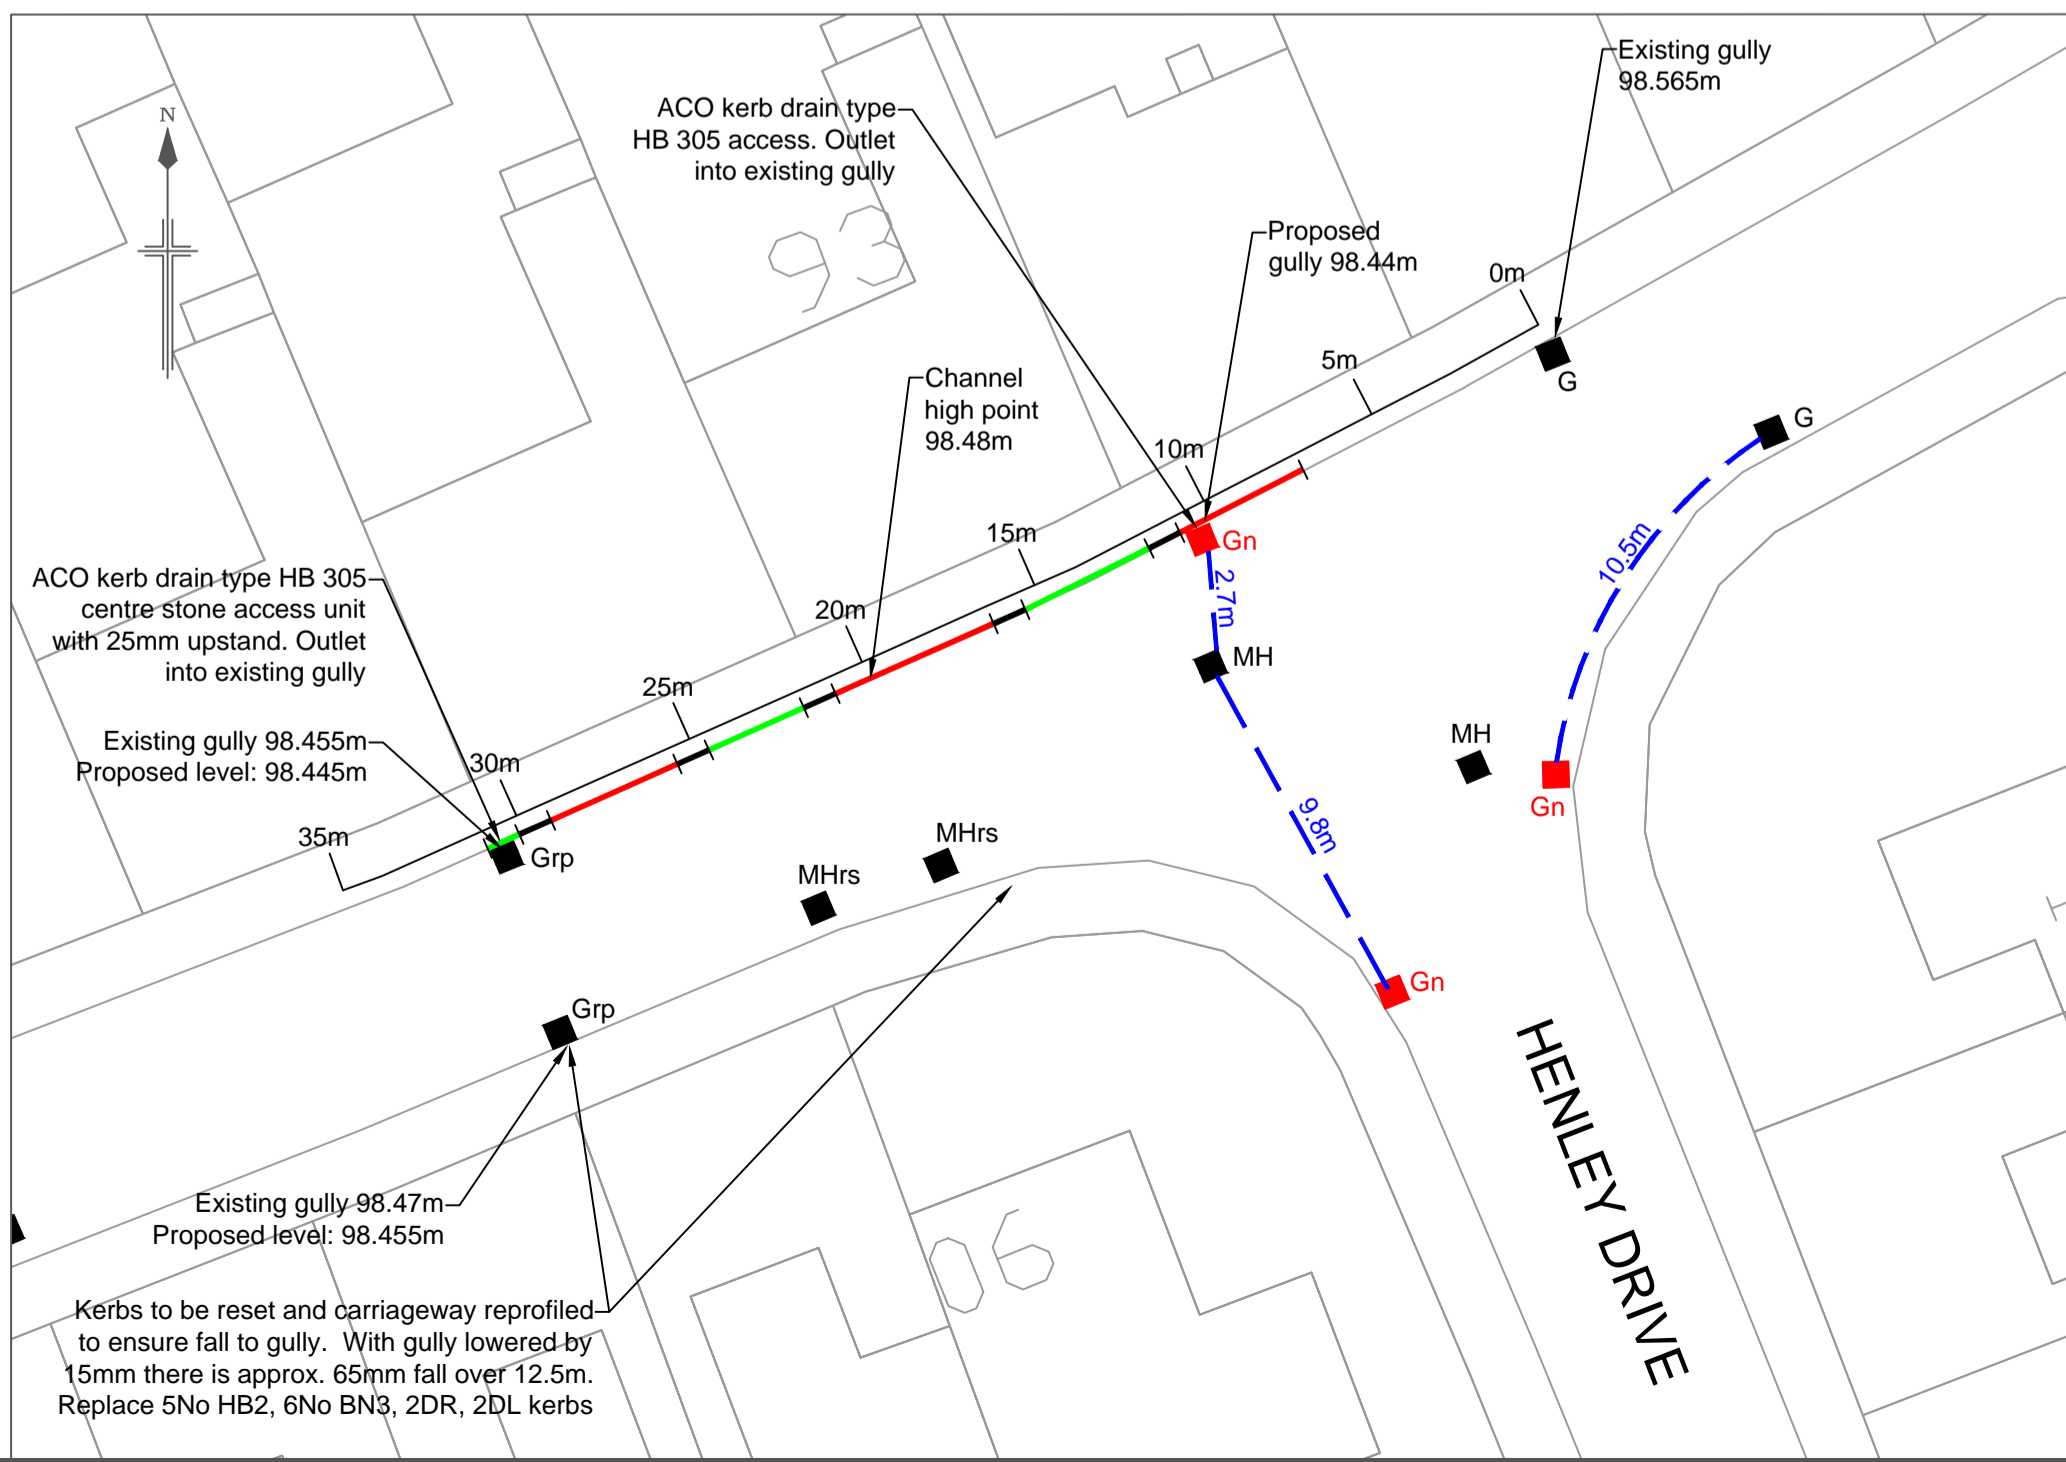 Existing gully
98.565m
ACO kerb drain type
HB 305 access. Outlet
into existing gully
N
93
Proposed
gully 98.44m
0m
5m
G
Channel
high point
98.48m
G
10m
15m
Gn
10.5m
2.7m
ACO kerb drain type HB 305
centre stone access unit
with 25mm upstand. Outlet
into existing gully
20m
MH
25m
Existing gully 98.455m
Proposed level: 98.445m
30m
MH
Gn
35m
Grp
MHrs
MHrs
9.8m
Gn
Grp
HENLEY DRIVE
Existing gully 98.47m
Proposed level: 98.455m
06
Kerbs to be reset and carriageway reprofiled
to ensure fall to gully. With gully lowered by
15mm there is approx. 65mm fall over 12.5m.
Replace 5No HB2, 6No BN3, 2DR, 2DL kerbs